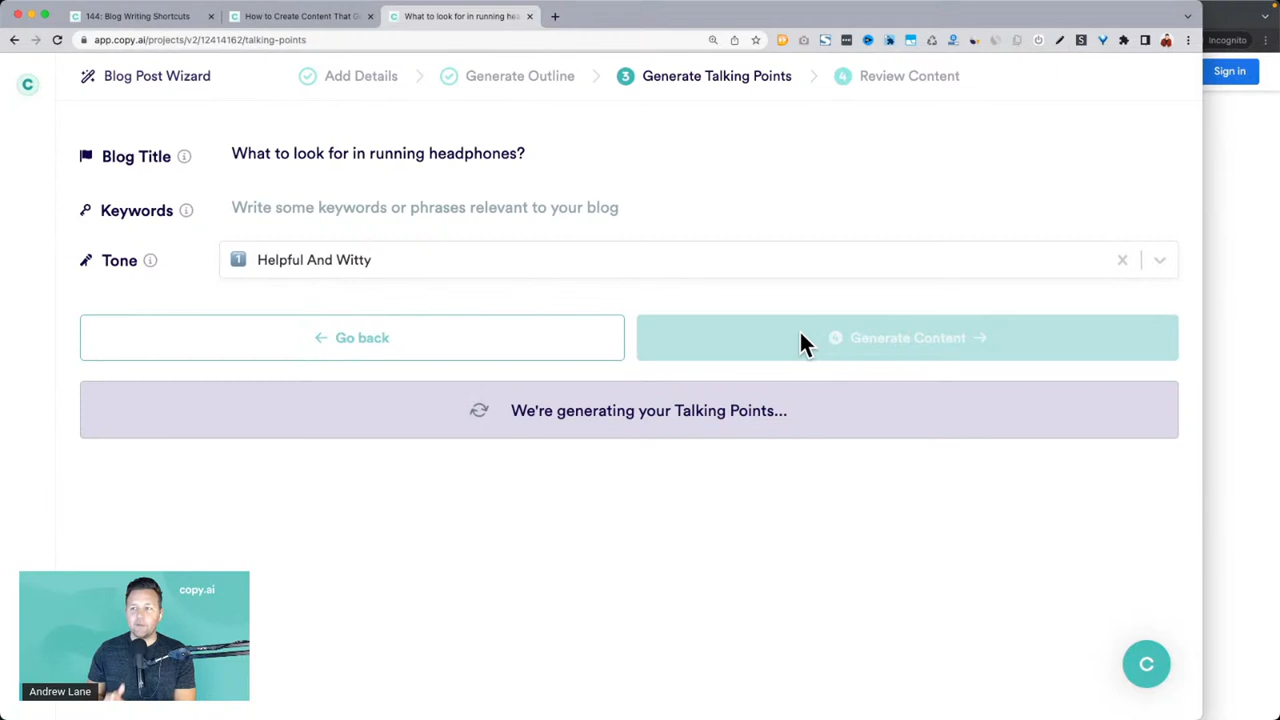 144: Blog Writing Shortcuts
How to Create Content That Ge
What to look for in running hea
app.copy.ai/projects/v2/12414162/talking-points
Incognito
Sign in
Blog Post Wizard
Add Details
Generate Outline
3 Generate Talking Points
4 Review Content
Blog Title What to look for in running headphones?
Keywords Write some keywords or phrases relevant to your blog
Tone 1 Helpful And Witty
Go back
Generate Content
We're generating your Talking Points...
copy.ai
Andrew Lane